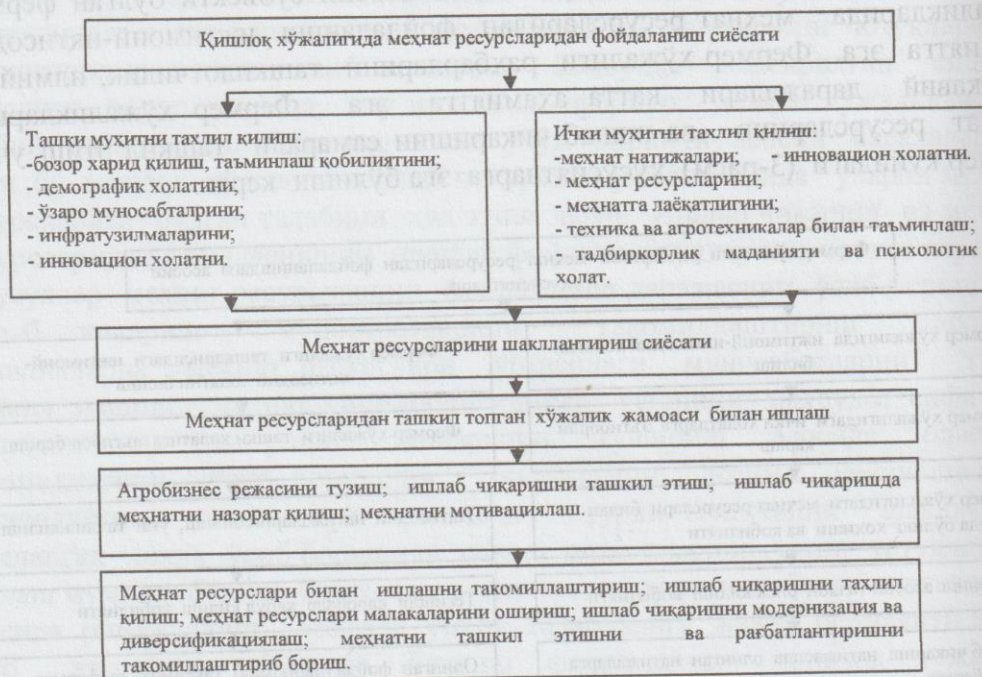 Қишлоқ хўжалигида меҳнат ресурсларидан фойдаланиш сиёсати
Ташқи муҳитни таҳлил қилиш:
-бозор харид талаби ва таъминлаш қобилиятини;
- демографик ҳолатини;
- ўзаро муносабталрни;
- инфратузилмаларини;
- инновацион ҳолатни.
Ички муҳитни таҳлил қилиш:
-меҳнат натижалари; - инновацион ҳолатни
- меҳнат ресурсларини;
- меҳнатга лаёқатлигини;
- техника ва агротехникалар билан таъминлаш;
- тадбиркорлик маданияти ва психологик
ҳолат.
Меҳнат ресурсларини шакллантириш сиёсати
Меҳнат ресурсларидан ташкил топган хўжалик жамоаси билан ишлаш
Агробизнес режасини тузиш; ишлаб чиқаришни ташкил этиш; ишлаб чиқаришда
меҳнатни назорат қилиш; меҳнатни мотивациялаш.
Меҳнат ресурслари билан ишлашни такомиллаштириш; ишлаб чиқаришни таҳлил
қилиш; меҳнат ресурслари малакасини ошириш; ишлаб чиқаришни модернизация ва
диверсификациялаш; меҳнатни ташкил этишни ва рағбатлантиришни
такомиллаштириб бориш.